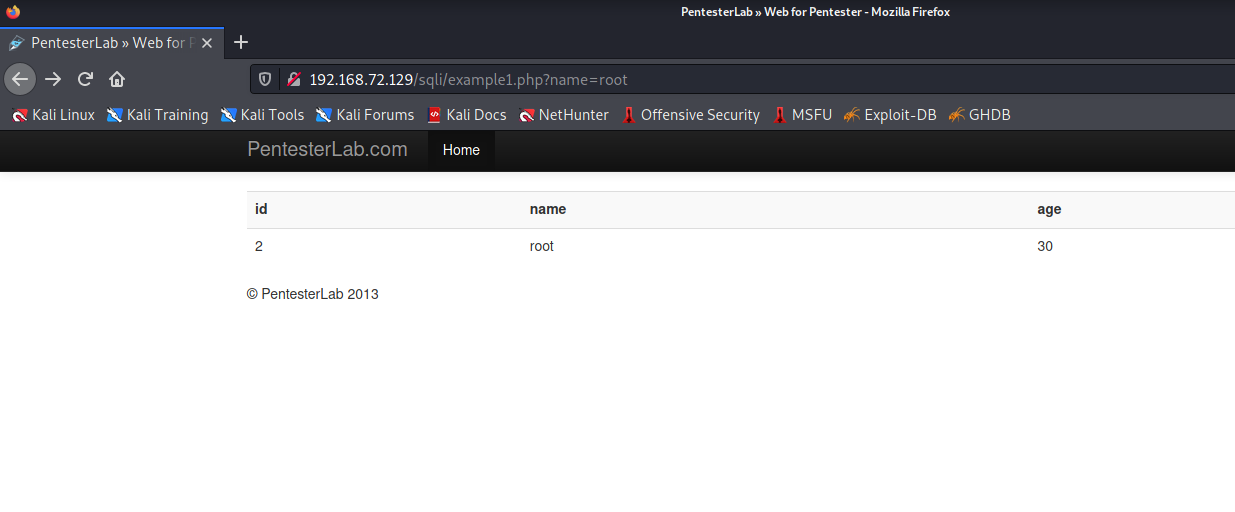 PentesterLab » Web for Pentester - Mozilla Firefox
PentesterLab » Web for P
192.168.72.129/sqli/example1.php?name=root
Kali Linux Kali Training Kali Tools Kali Forums Kali Docs NetHunter Offensive Security MSFU Exploit-DB GHDB
PentesterLab.com Home
id name age
2 root 30
© PentesterLab 2013